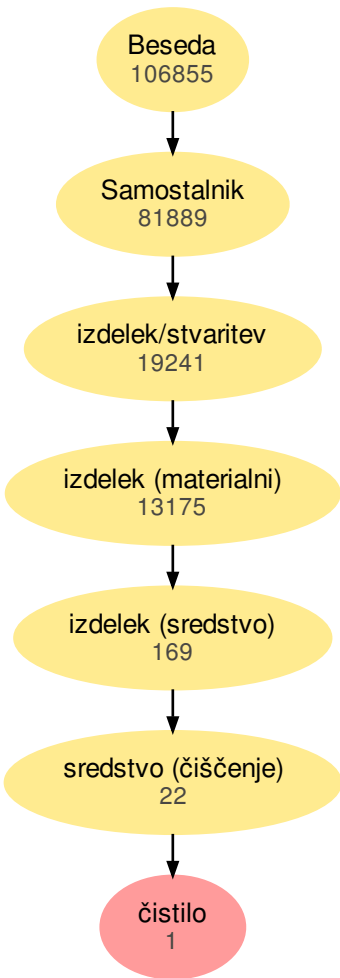 Beseda
106855
Samostalnik
81889
izdelek/stvaritev
19241
izdelek (materialni)
13175
izdelek (sredstvo)
169
sredstvo (čiščenje)
22
čistilo
1